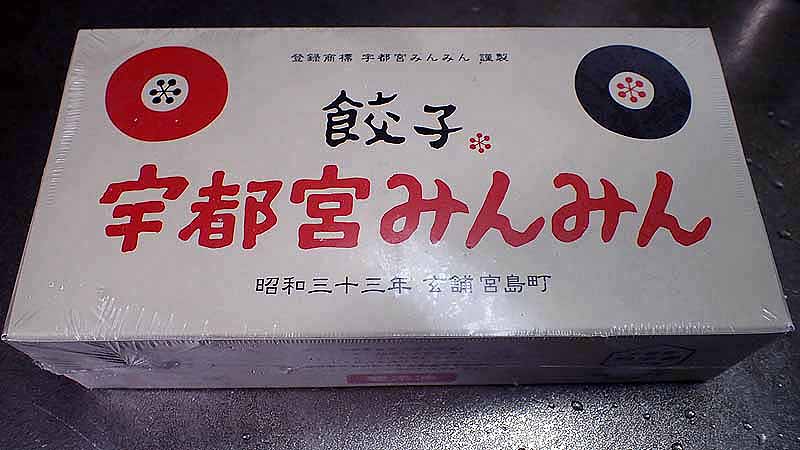 登録商標 宇都宮みんみん 謹製
餃子
宇都宮みんみん
昭和三十三年 玄舗宮島町